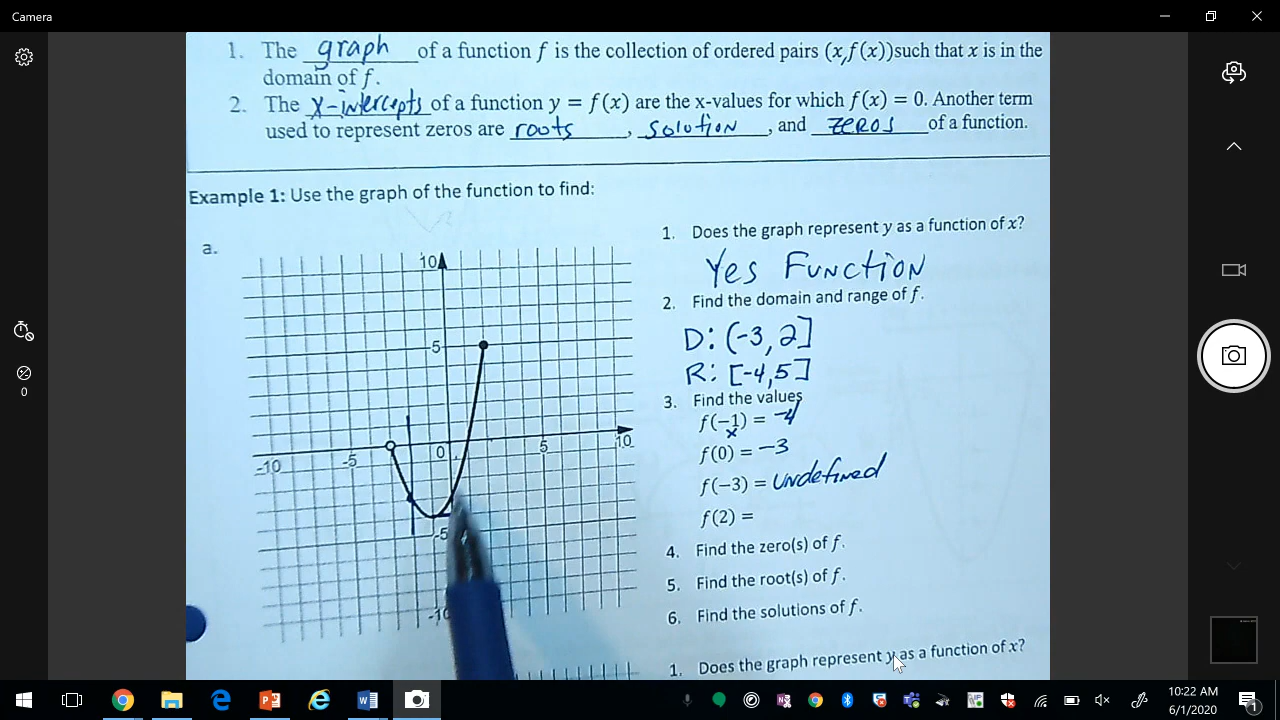 Camera
1. The graph of a function f is the collection of ordered pairs (x, f(x)) such that x is in the
domain of f.
2. The x-intercepts of a function y = f(x) are the x-values for which f(x) = 0. Another term
used to represent zeros are roots, solution, and zeros of a function.
Example 1: Use the graph of the function to find:
a.
10
5
-10
-5
0
5
10
-5
-10
1. Does the graph represent y as a function of x?
Yes Function
2. Find the domain and range of f.
D: (-3, 2]
R: [-4, 5]
3. Find the values
f(-1) = -4
x
f(0) = -3
f(-3) = undefined
f(2) =
4. Find the zero(s) of f.
5. Find the root(s) of f.
6. Find the solutions of f.
1. Does the graph represent y as a function of x?
0
10:22 AM
6/1/2020
1